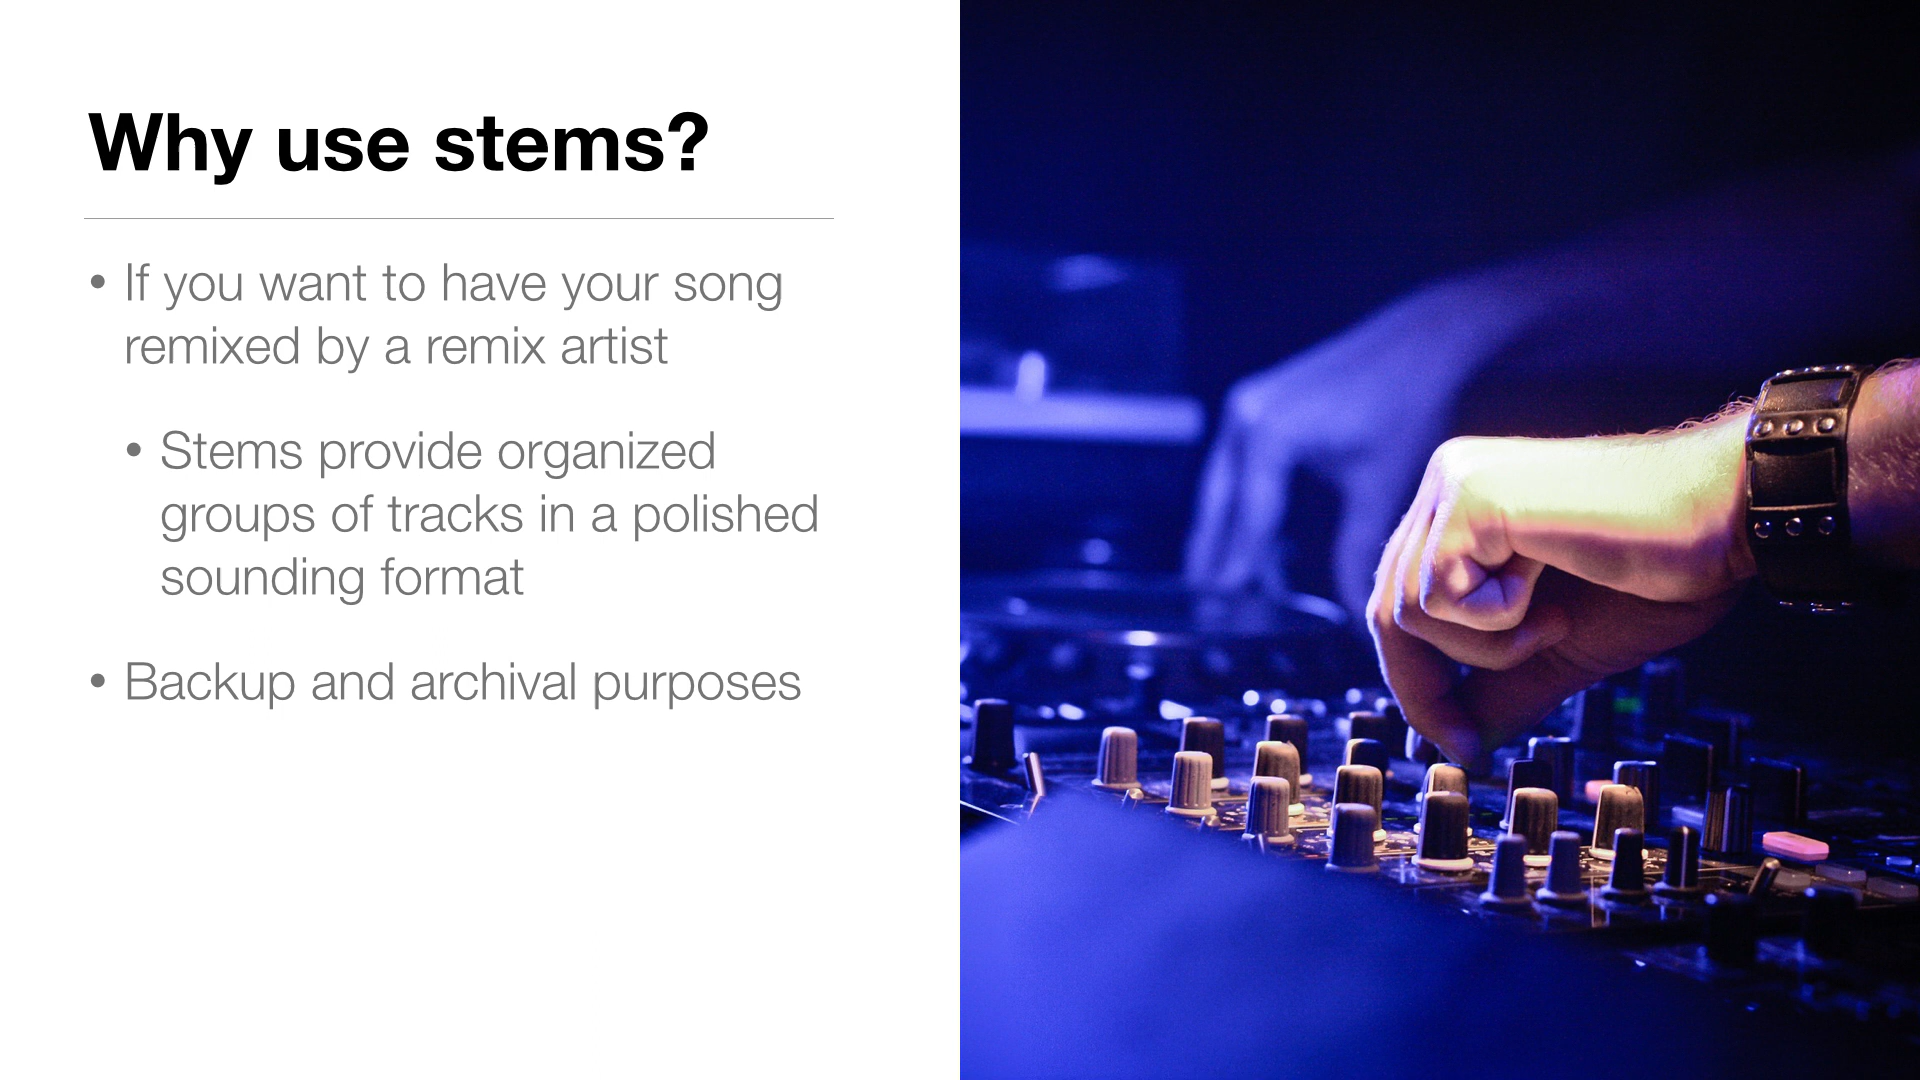 Why use stems?
• If you want to have your song
remixed by a remix artist
• Stems provide organized
groups of tracks in a polished
sounding format
• Backup and archival purposes